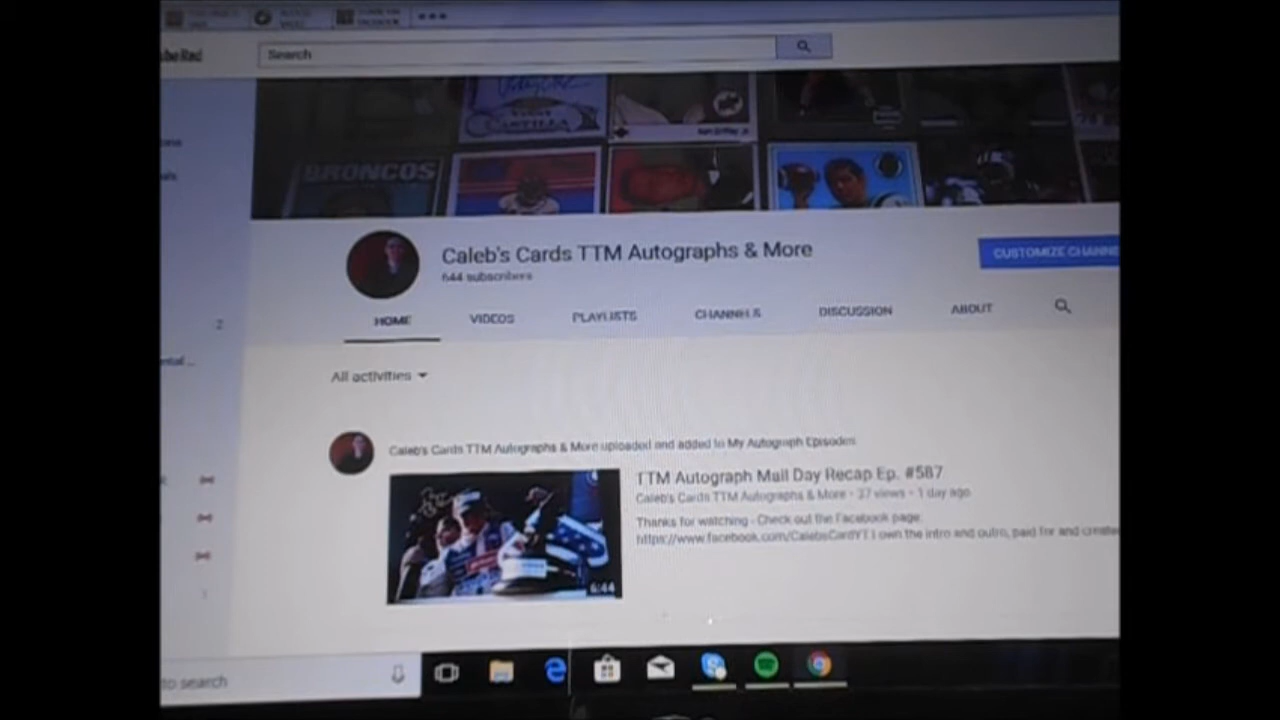 be Red
Search
BRONCOS
Caleb's Cards TTM Autographs & More
644 subscribers
CUSTOMIZE CHANNE
HOME VIDEOS PLAYLISTS CHANNELS DISCUSSION ABOUT
2
All activities
Caleb's Cards TTM Autographs & More uploaded and added to My Autograph Episodes
TTM Autograph Mail Day Recap Ep. #587
Caleb's Cards TTM Autographs & More • 37 views • 1 day ago
Thanks for watching - Check out the Facebook page:
https://www.facebook.com/CalebsCardYT I own the intro and outro, paid for and create
6:44
to search